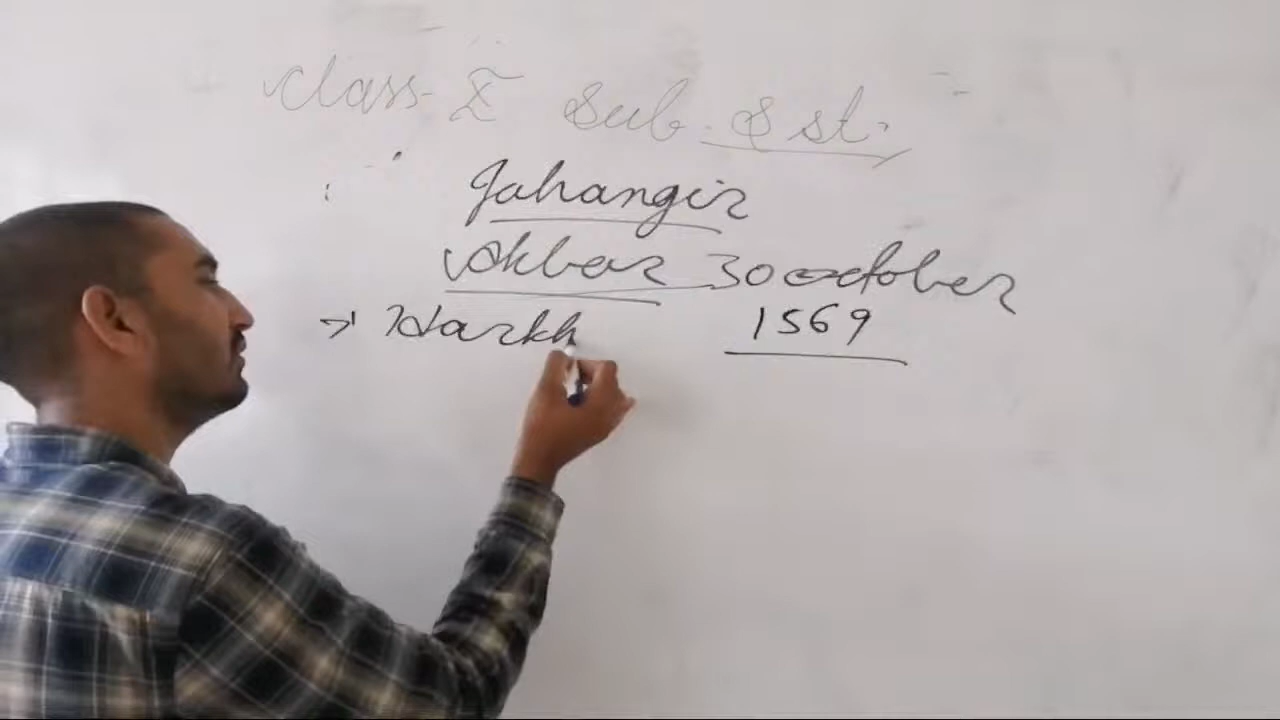 Class-X Sub. S st.
Jahangir
Akbar 30 october
1569
→ Harkh